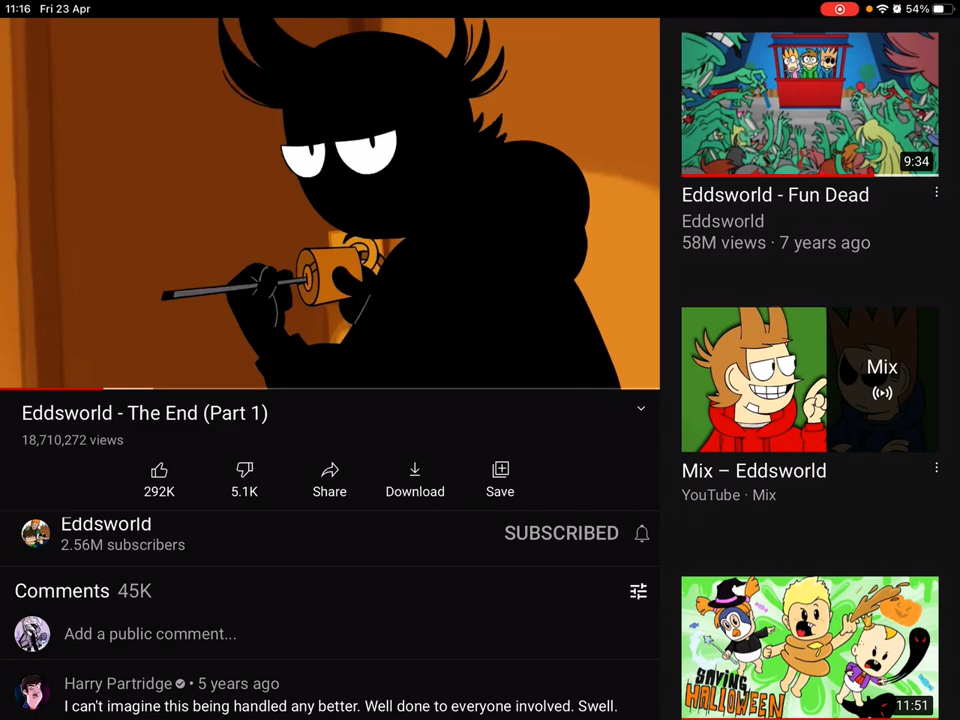 11:16 Fri 23 Apr
54%
Eddsworld - The End (Part 1)
18,710,272 views
292K
5.1K
Share
Download
Save
Eddsworld
2.56M subscribers
SUBSCRIBED
Comments 45K
Add a public comment...
Harry Partridge • 5 years ago
I can't imagine this being handled any better. Well done to everyone involved. Swell.
9:34
Eddsworld - Fun Dead
Eddsworld
58M views · 7 years ago
Mix
Mix – Eddsworld
YouTube · Mix
SAVING
HALLOWEEN
11:51